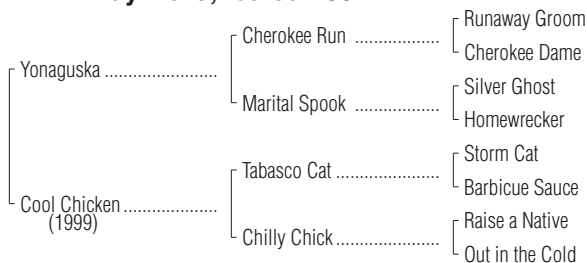 Runaway Groom
Cherokee Run ....................
Cherokee Dame
Yonaguska ..........................
Silver Ghost
Marital Spook ....................
Homewrecker
Storm Cat
Tabasco Cat .........................
Barbicue Sauce
Cool Chicken ......................
(1999)
Raise a Native
Chilly Chick .........................
Out in the Cold